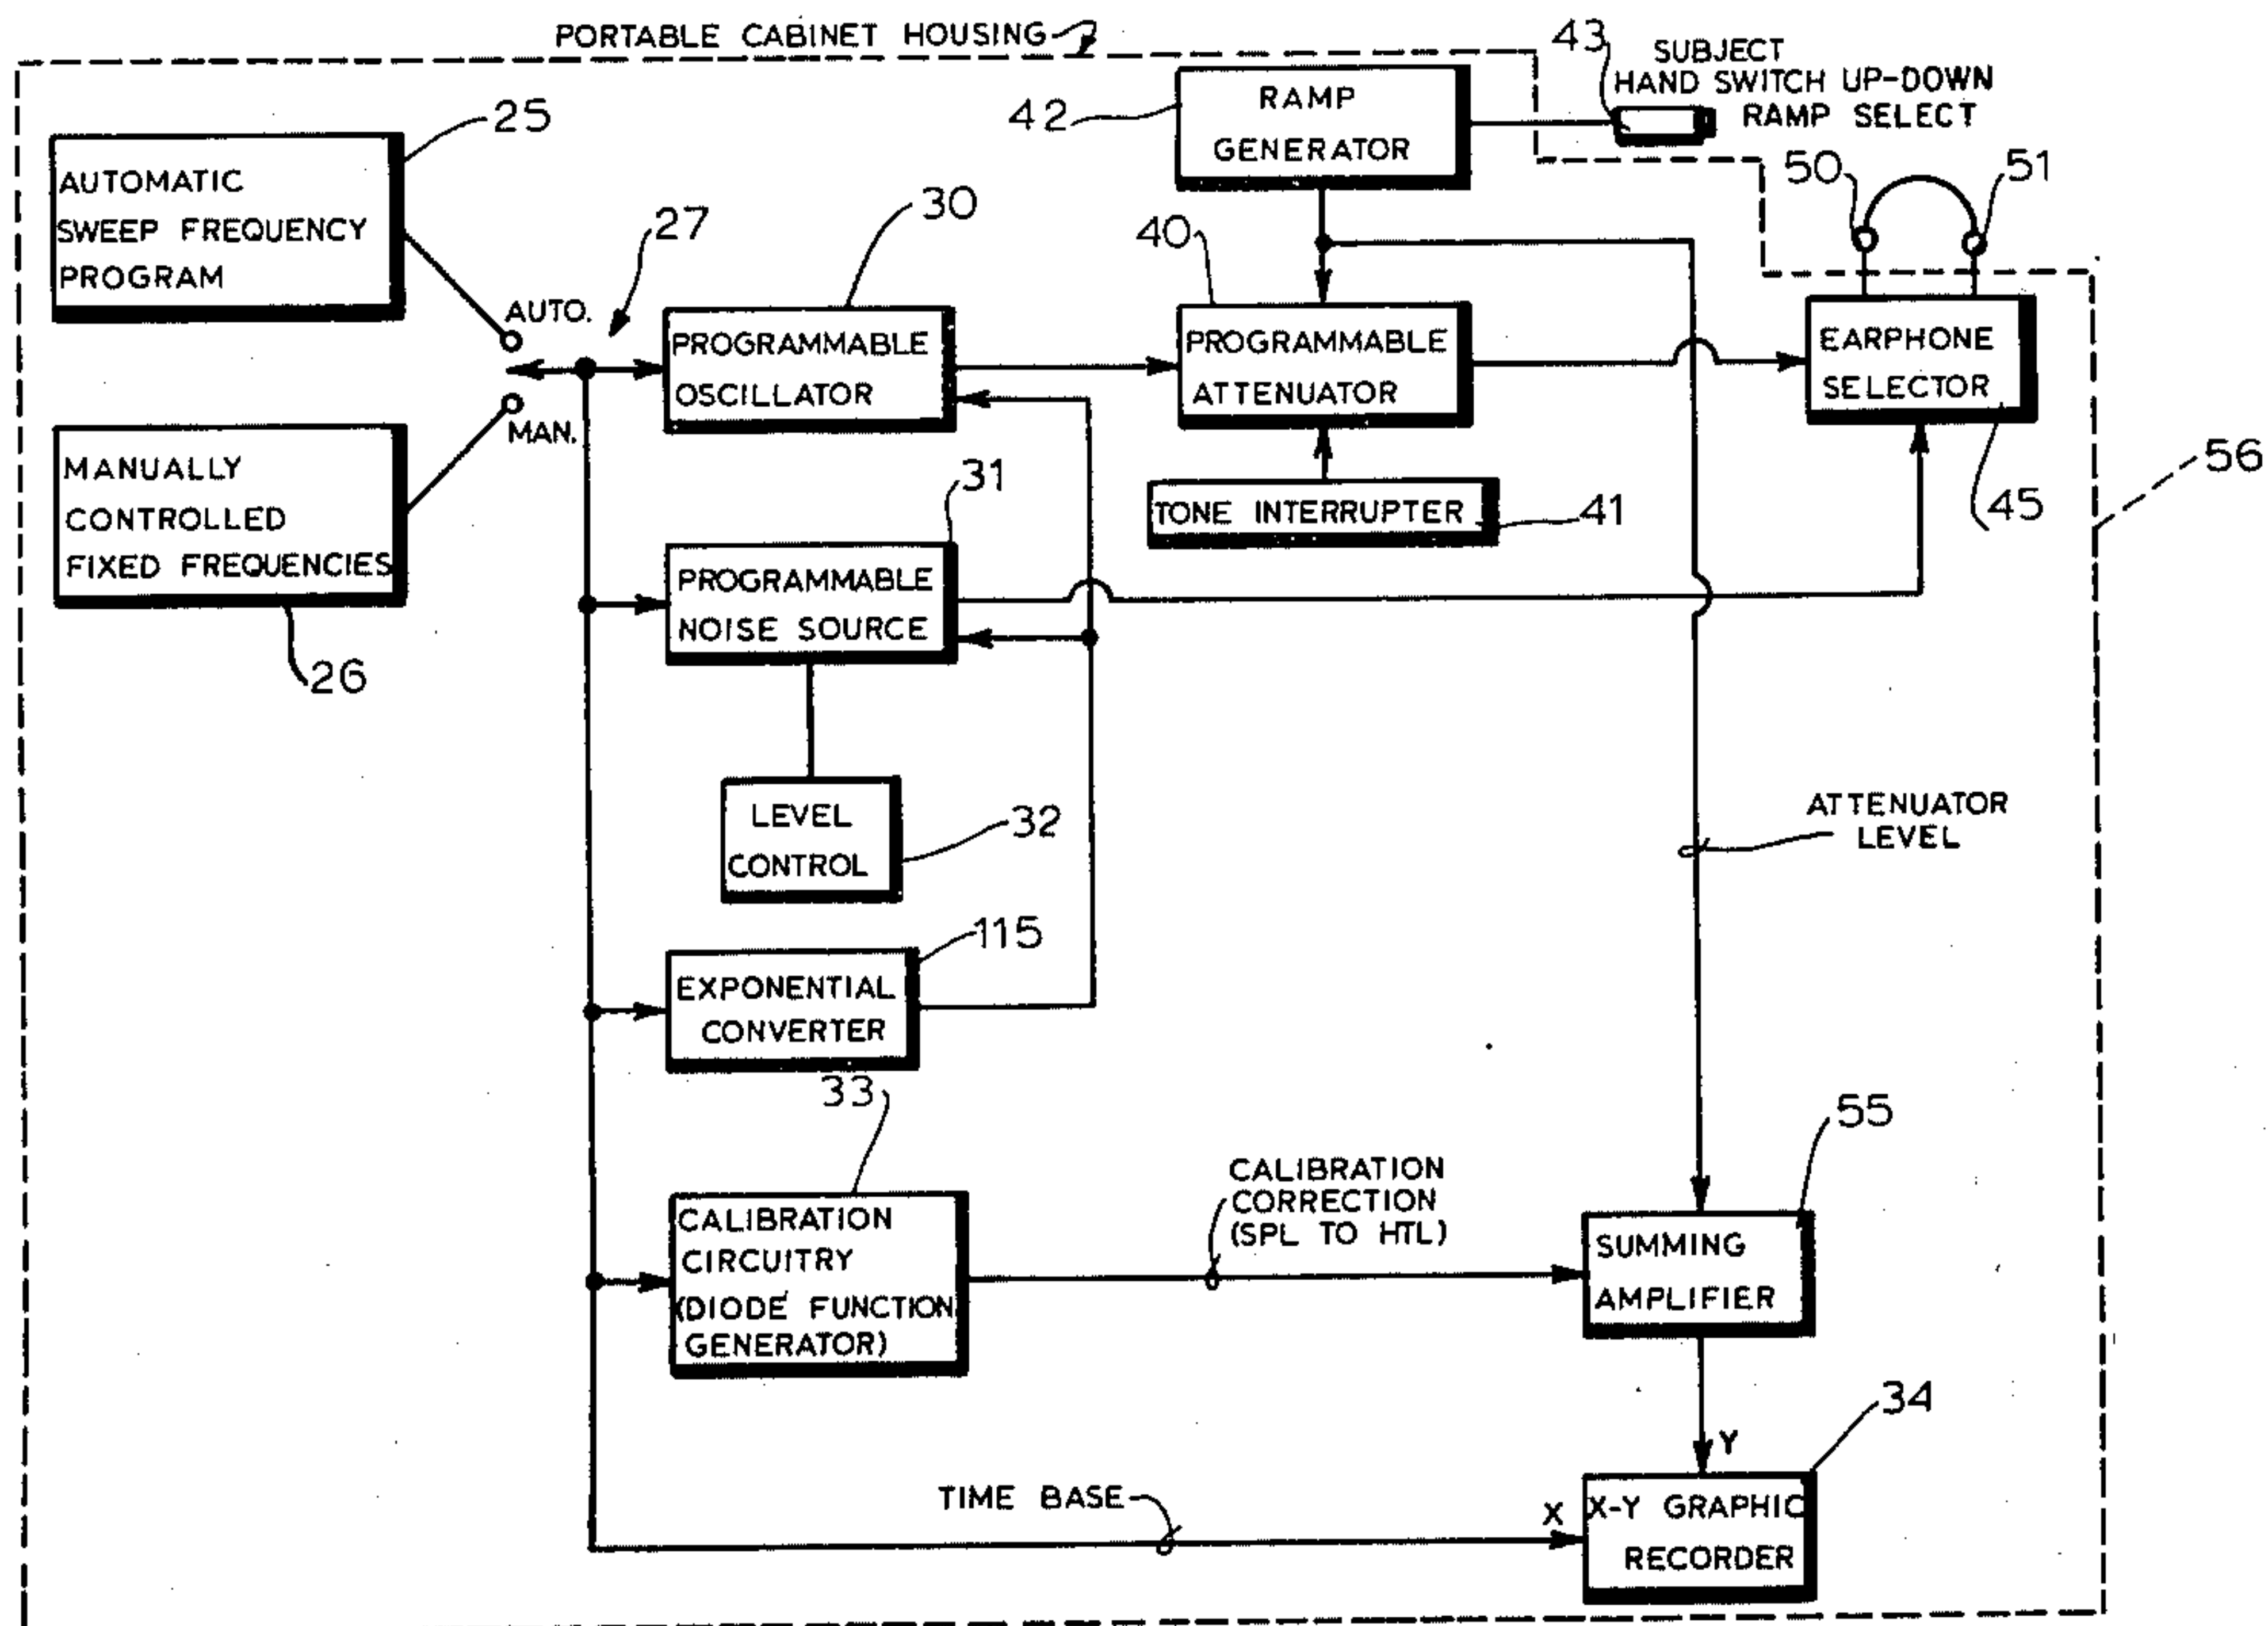 PORTABLE CABINET HOUSING
43
SUBJECT
HAND SWITCH UP-DOWN
RAMP SELECT
42
RAMP
GENERATOR
25
AUTOMATIC
SWEEP FREQUENCY
PROGRAM
50
51
27
30
40
AUTO.
MAN.
PROGRAMMABLE
OSCILLATOR
PROGRAMMABLE
ATTENUATOR
EARPHONE
SELECTOR
45
56
MANUALLY
CONTROLLED
FIXED FREQUENCIES
26
31
TONE INTERRUPTER
41
PROGRAMMABLE
NOISE SOURCE
LEVEL
CONTROL
32
ATTENUATOR
LEVEL
115
EXPONENTIAL
CONVERTER
33
CALIBRATION
CIRCUITRY
(DIODE FUNCTION
GENERATOR)
CALIBRATION
CORRECTION
(SPL TO HTL)
55
SUMMING
AMPLIFIER
34
Y
TIME BASE
X
X-Y GRAPHIC
RECORDER